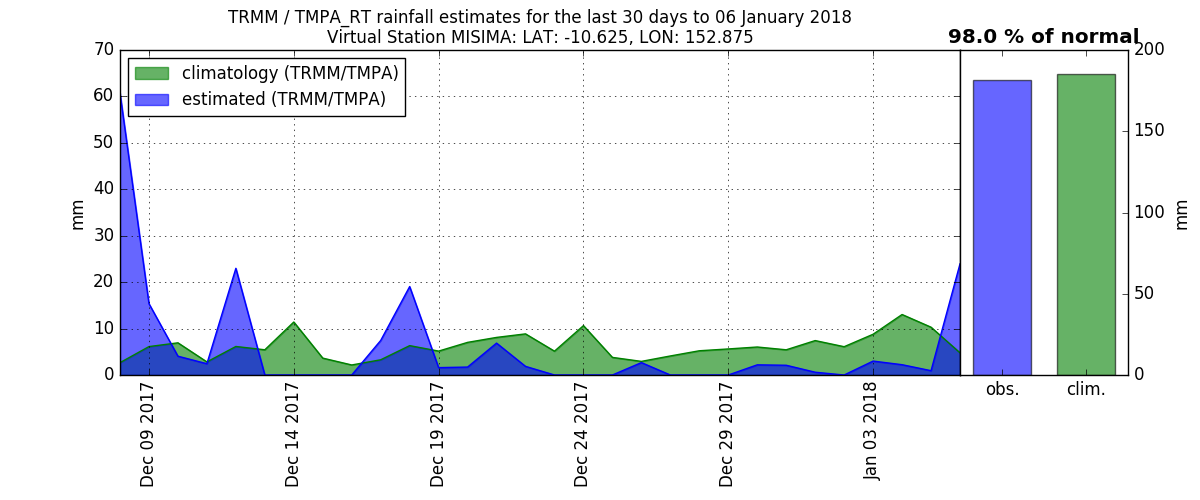 TRMM / TMPA_RT rainfall estimates for the last 30 days to 06 January 2018
Virtual Station MISIMA: LAT: -10.625, LON: 152.875
98.0 % of normal
climatology (TRMM/TMPA)
estimated (TRMM/TMPA)
mm
70
60
50
40
30
20
10
0
Dec 09 2017
Dec 14 2017
Dec 19 2017
Dec 24 2017
Dec 29 2017
Jan 03 2018
obs.
clim.
200
150
100
50
0
mm